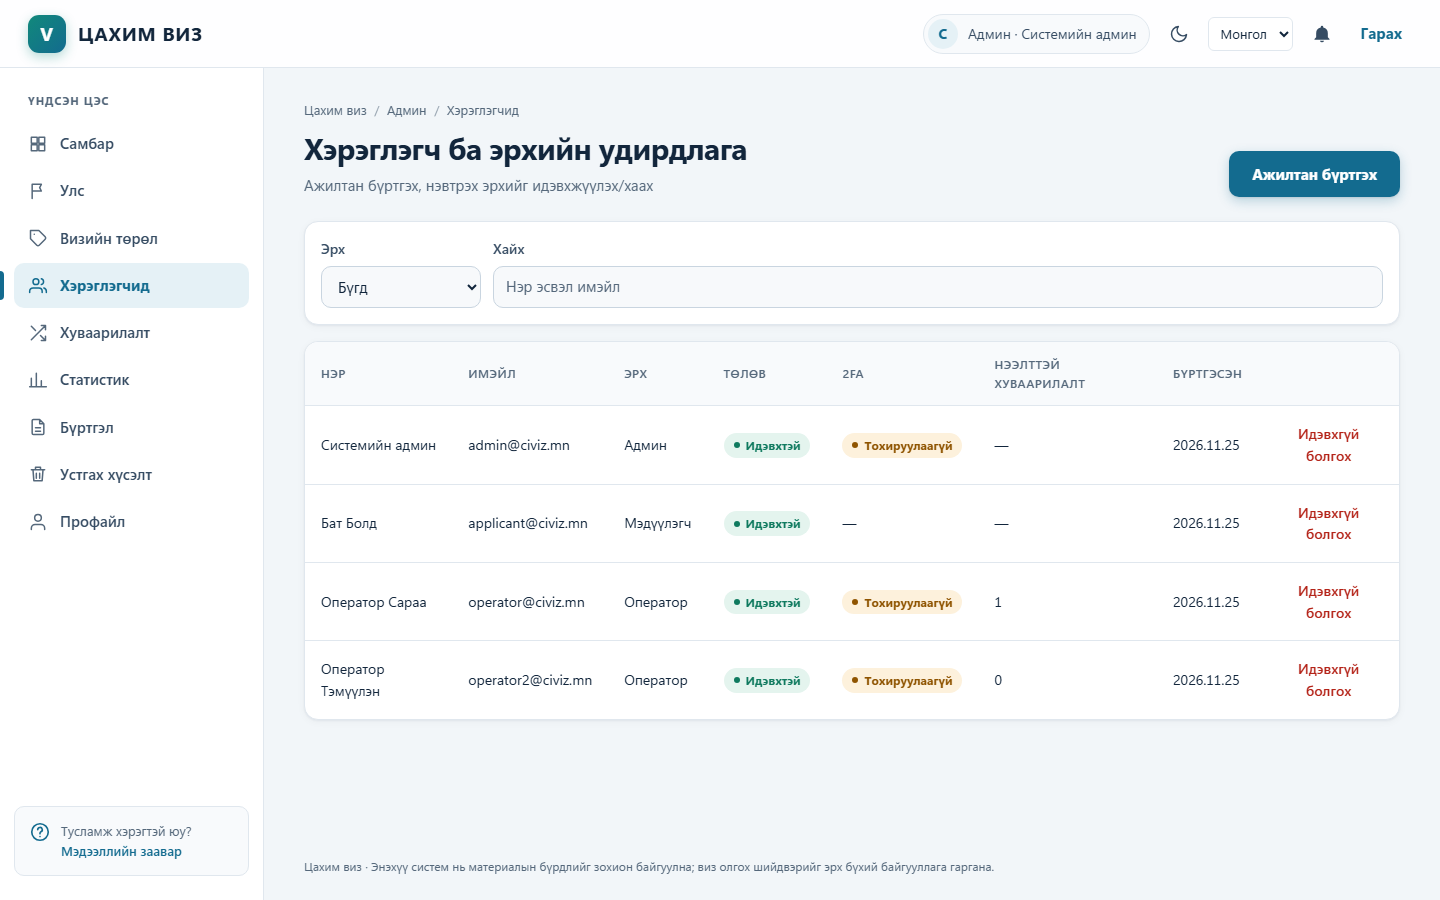 V ЦАХИМ ВИЗ
С Админ · Системийн админ
Монгол
Гарах
ҮНДСЭН ЦЭС
Самбар
Улс
Визийн төрөл
Хэрэглэгчид
Хуваарилалт
Статистик
Бүртгэл
Устгах хүсэлт
Профайл
Тусламж хэрэгтэй юу?
Мэдээллийн заавар
Цахим виз / Админ / Хэрэглэгчид
Хэрэглэгч ба эрхийн удирдлага
Ажилтан бүртгэх, нэвтрэх эрхийг идэвхжүүлэх/хаах
Ажилтан бүртгэх
Эрх Хайх
Бүгд Нэр эсвэл имэйл
НЭР ИМЭЙЛ ЭРХ ТӨЛӨВ 2FA НЭЭЛТТЭЙ ХУВААРИЛАЛТ БҮРТГЭСЭН
Системийн админ admin@civiz.mn Админ Идэвхтэй Тохируулаагүй — 2026.11.25 Идэвхгүй болгох
Бат Болд applicant@civiz.mn Мэдүүлэгч Идэвхтэй — — 2026.11.25 Идэвхгүй болгох
Оператор Сараа operator@civiz.mn Оператор Идэвхтэй Тохируулаагүй 1 2026.11.25 Идэвхгүй болгох
Оператор Тэмүүлэн operator2@civiz.mn Оператор Идэвхтэй Тохируулаагүй 0 2026.11.25 Идэвхгүй болгох
Цахим виз · Энэхүү систем нь материалын бүрдлийг зохион байгуулна; виз олгох шийдвэрийг эрх бүхий байгууллага гаргана.